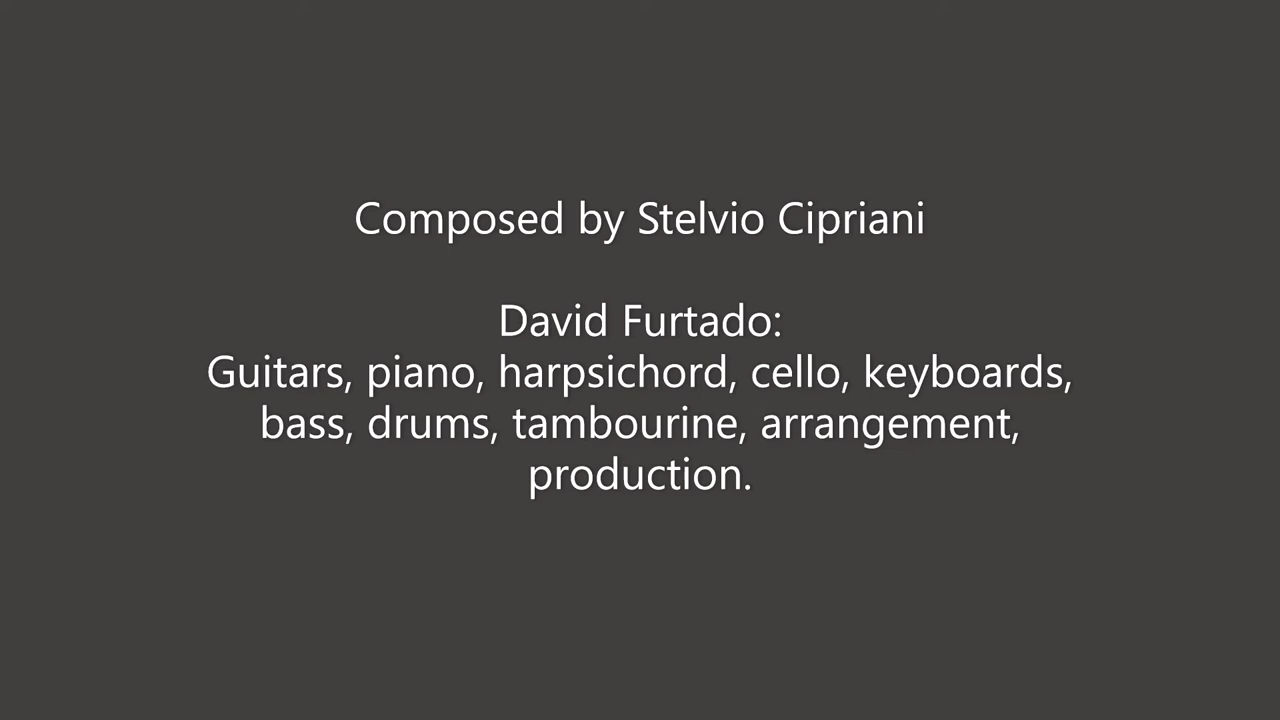 Composed by Stelvio Cipriani
David Furtado:
Guitars, piano, harpsichord, cello, keyboards,
bass, drums, tambourine, arrangement,
production.